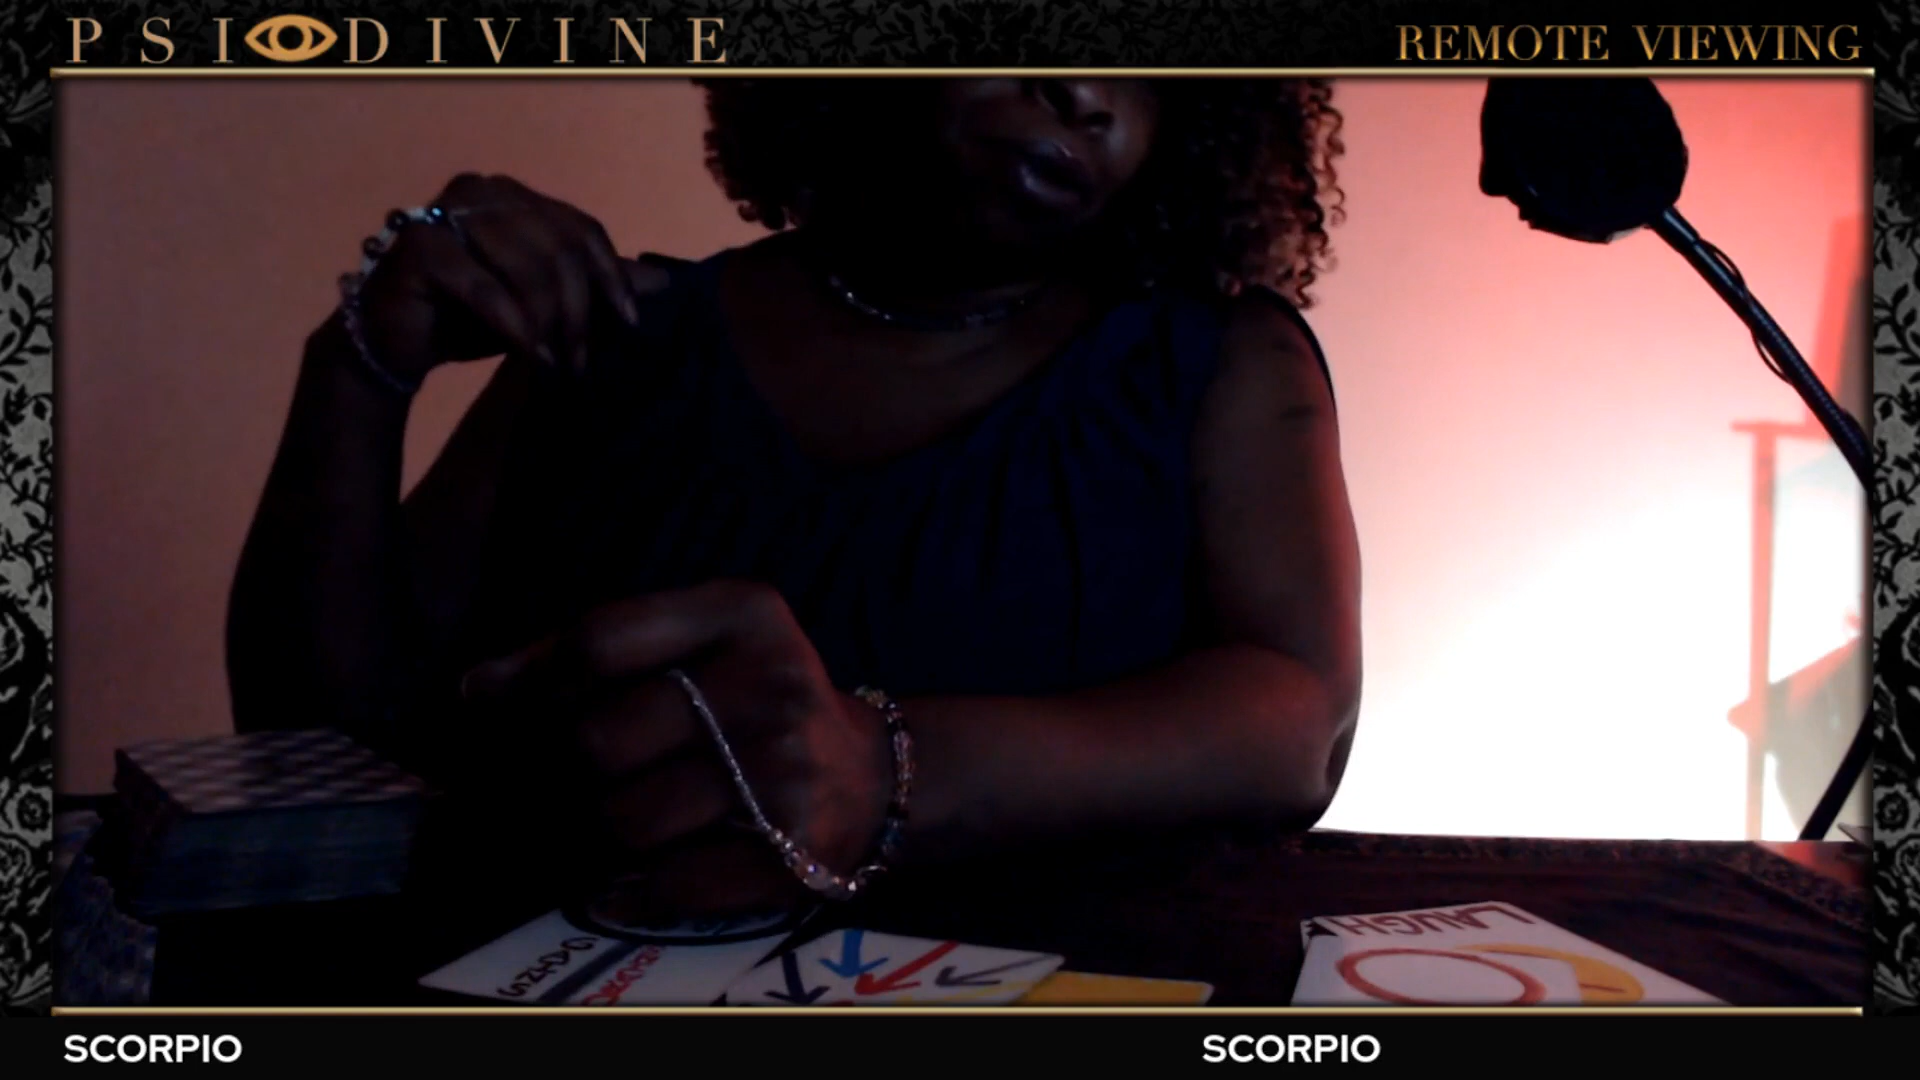 PSI DIVINE
REMOTE VIEWING
LAUGH
SCORPIO
SCORPIO